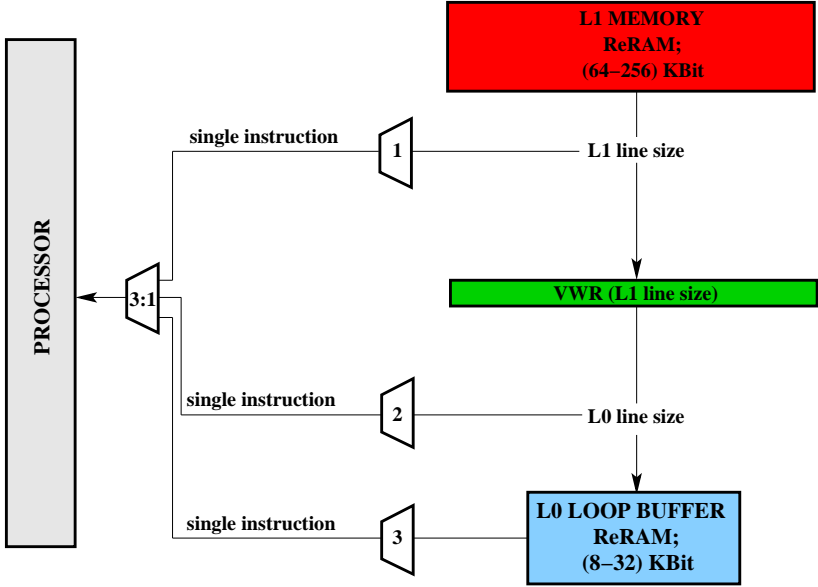 L1 MEMORY
ReRAM;
(64–256) KBit
single instruction
1
L1 line size
PROCESSOR
3:1
VWR (L1 line size)
single instruction
2
L0 line size
L0 LOOP BUFFER
ReRAM;
(8–32) KBit
single instruction
3